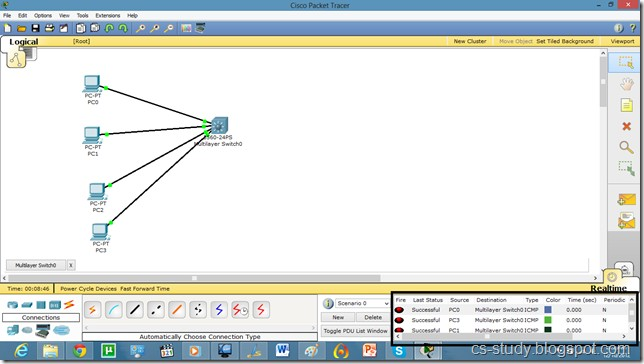 Cisco Packet Tracer
File Edit Options View Tools Extensions Help
Logical [Root] New Cluster Move Object Set Tiled Background Viewport
PC-PT
PC0
PC-PT
PC1
PC-PT
PC2
PC-PT
PC3
3560-24PS
Multilayer Switch0
Multilayer Switch0 X
Time: 00:08:46 Power Cycle Devices Fast Forward Time Realtime
Connections
Automatically Choose Connection Type
Scenario 0
New Delete
Toggle PDU List Window
Fire Last Status Source Destination Type Color Time (sec) Periodic
Successful PC0 Multilayer Switch0 ICMP 0.000 N
Successful PC3 Multilayer Switch0 ICMP 0.000 N
Successful PC1 Multilayer Switch0 ICMP 0.000 N
cs-study.blogspot.com